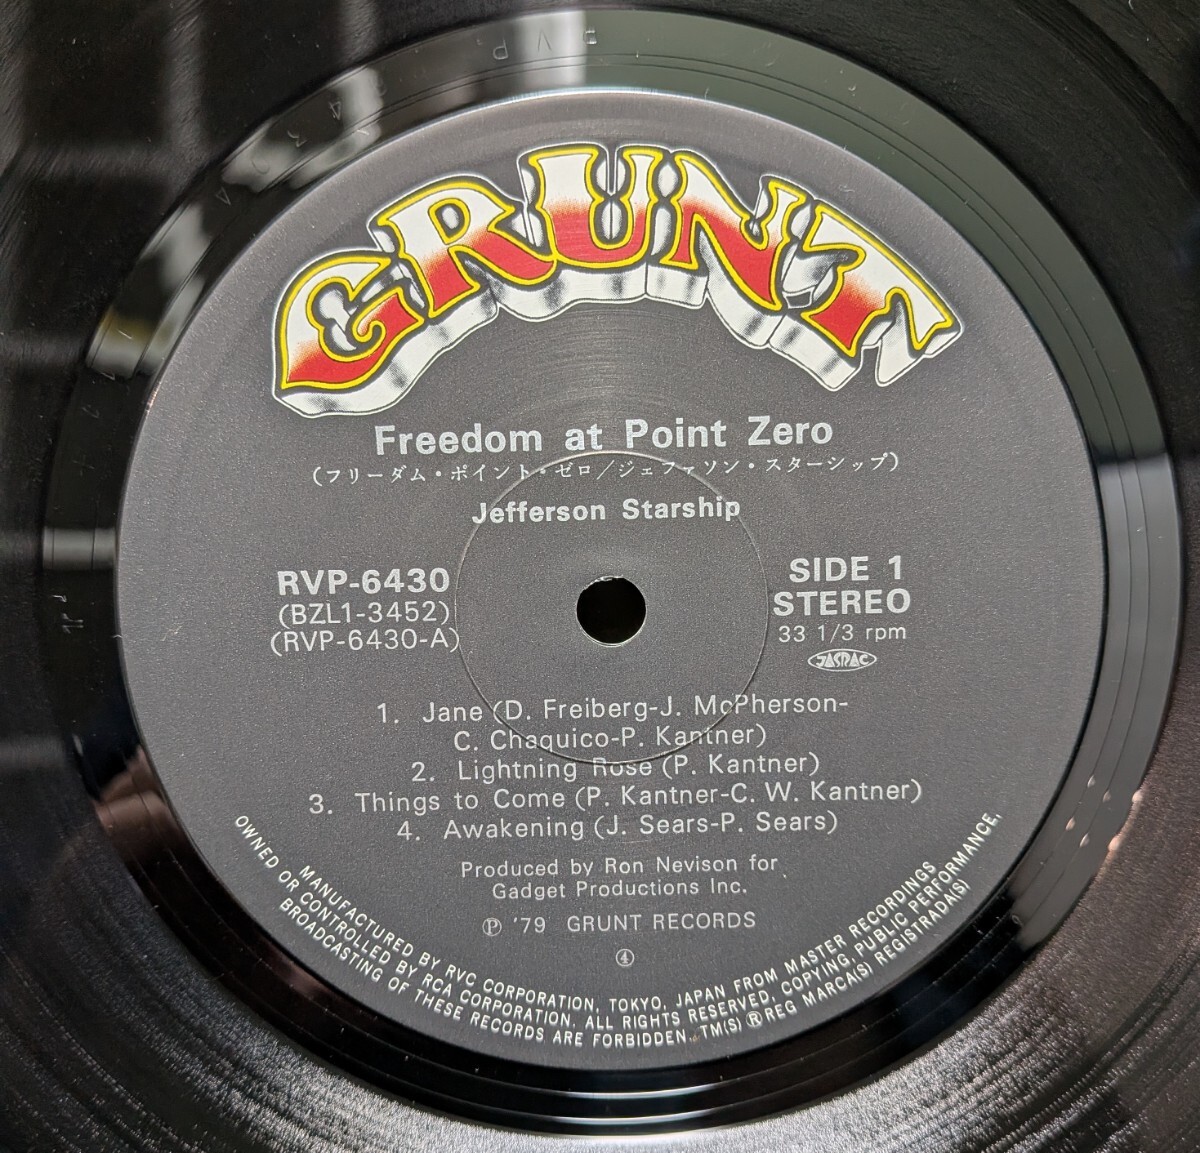 GRUNT
Freedom at Point Zero
(フリーダム・ポイント・ゼロ/ジェファソン・スターシップ)
Jefferson Starship
RVP-6430
(BZL1-3452)
(RVP-6430-A)
SIDE 1
STEREO
33 1/3 rpm
JASRAC
1. Jane (D. Freiberg-J. McPherson-
C. Chaquico-P. Kantner)
2. Lightning Rose (P. Kantner)
3. Things to Come (P. Kantner-C. W. Kantner)
4. Awakening (J. Sears-P. Sears)
Produced by Ron Nevison for
Gadget Productions Inc.
Ⓟ '79 GRUNT RECORDS
④
MANUFACTURED BY RVC CORPORATION, TOKYO, JAPAN FROM MASTER RECORDINGS
OWNED OR CONTROLLED BY RCA CORPORATION. ALL RIGHTS RESERVED, COPYING, PUBLIC PERFORMANCE,
BROADCASTING OF THESE RECORDS ARE FORBIDDEN. TM(S) ® REG MARCA(S) REGISTRADA(S)